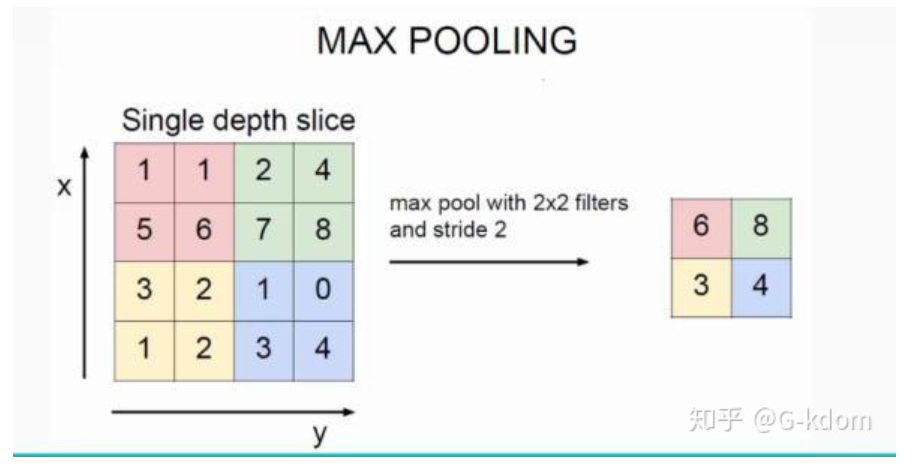 MAX POOLING
Single depth slice
x
1 1 2 4
5 6 7 8
3 2 1 0
1 2 3 4
y
max pool with 2x2 filters
and stride 2
6 8
3 4
知乎 @G-kdom